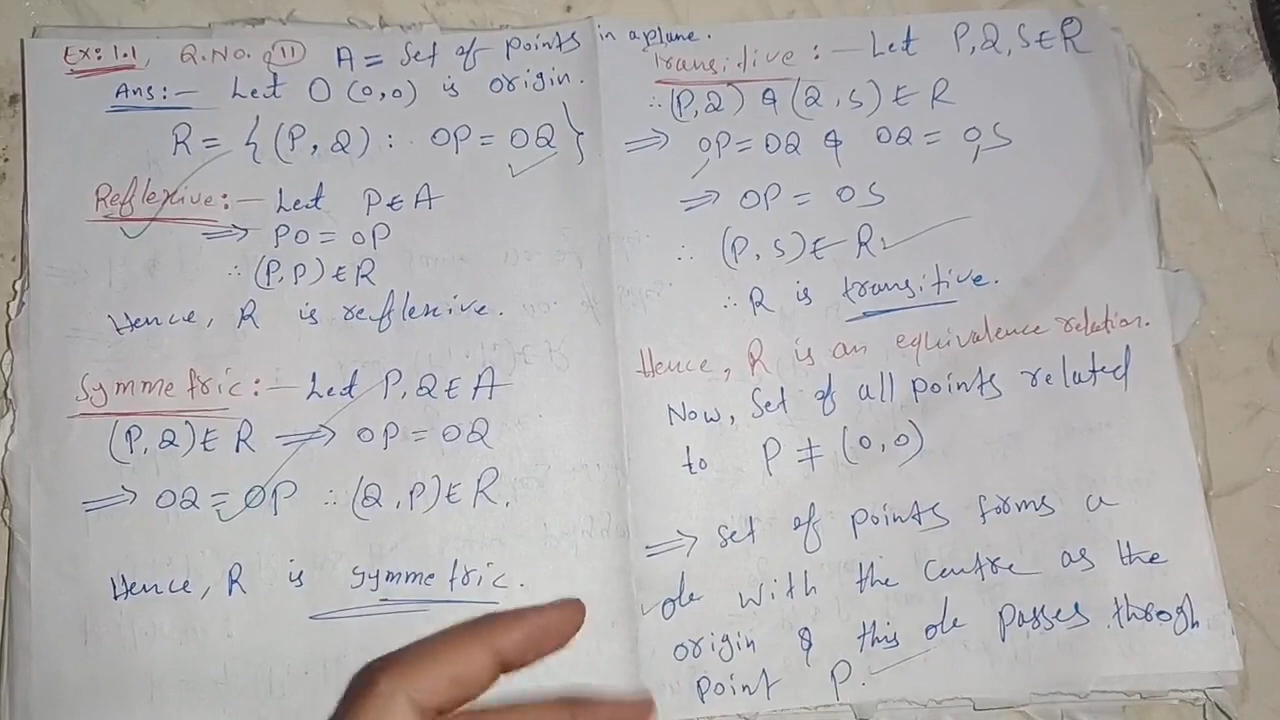 Ex: 1.1, Q.No. 11 A = Set of points in a plane.
Ans:- Let O (0,0) is origin.
R = {(P, Q) : OP = OQ}
Reflexive:- Let P ∈ A
⇒ PO = OP
∴ (P, P) ∈ R
Hence, R is reflexive.
Symmetric:- Let P, Q ∈ A
(P, Q) ∈ R ⇒ OP = OQ
⇒ OQ = OP ∴ (Q, P) ∈ R.
Hence, R is symmetric.
Transitive:- Let P, Q, S ∈ R
∴ (P, Q) & (Q, S) ∈ R
⇒ OP = OQ & OQ = OS
⇒ OP = OS
∴ (P, S) ∈ R
∴ R is transitive.
Hence, R is an equivalence relation.
Now, Set of all points related
to P ≠ (0,0)
⇒ set of points forms a
ole with the centre as the
origin & this ole passes throgh
point P.